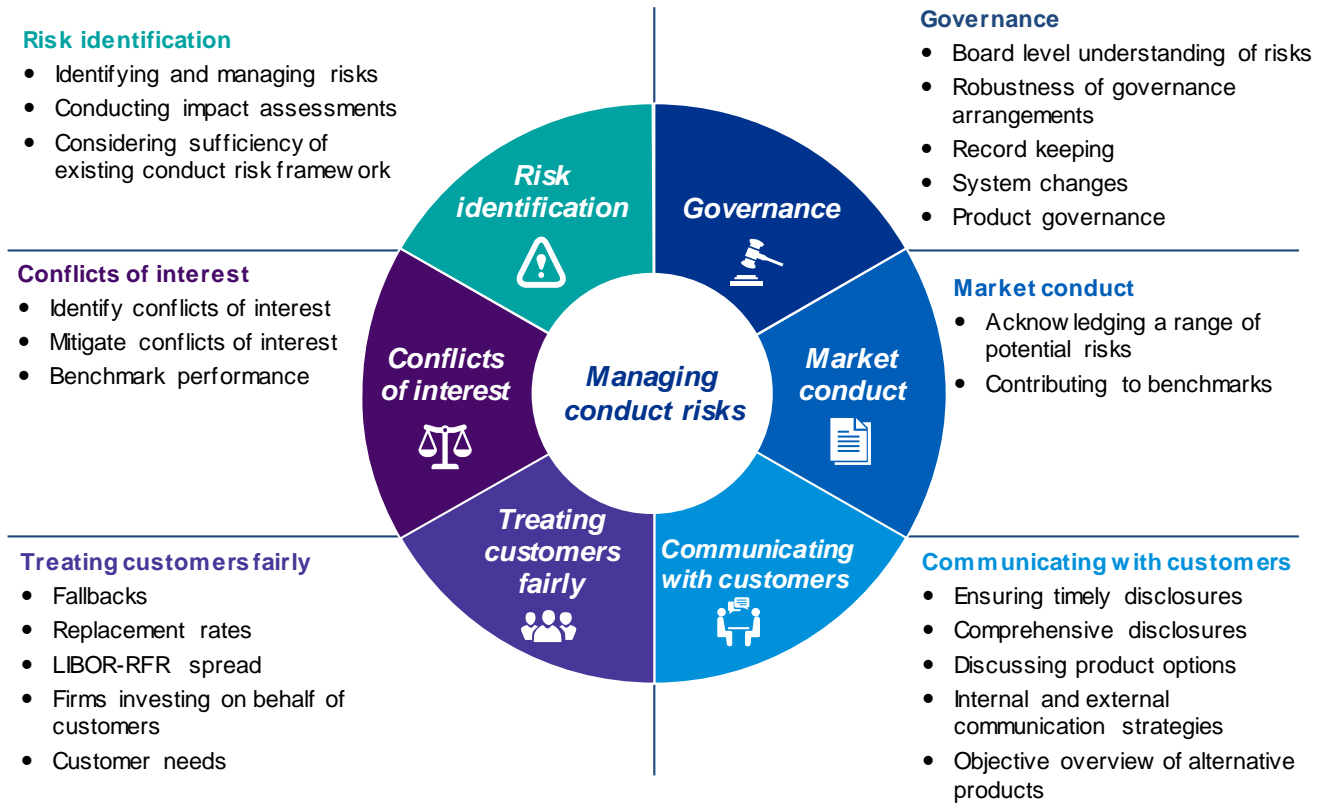 Risk identification
• Identifying and managing risks
• Conducting impact assessments
• Considering sufficiency of
existing conduct risk framework
Governance
• Board level understanding of risks
• Robustness of governance
arrangements
• Record keeping
• System changes
• Product governance
Conflicts of interest
• Identify conflicts of interest
• Mitigate conflicts of interest
• Benchmark performance
Market conduct
• Acknowledging a range of
potential risks
• Contributing to benchmarks
Treating customers fairly
• Fallbacks
• Replacement rates
• LIBOR-RFR spread
• Firms investing on behalf of
customers
• Customer needs
Communicating with customers
• Ensuring timely disclosures
• Comprehensive disclosures
• Discussing product options
• Internal and external
communication strategies
• Objective overview of alternative
products
Risk
identification
Governance
Conflicts
of interest
Managing
conduct risks
Market
conduct
Treating
customers
fairly
Communicating
with customers